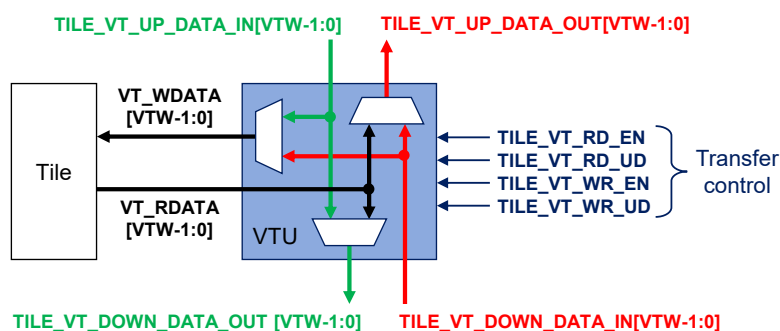 TILE_VT_UP_DATA_IN[VTW-1:0]
TILE_VT_UP_DATA_OUT[VTW-1:0]
VT_WDATA
[VTW-1:0]
Tile
VT_RDATA
[VTW-1:0]
VTU
TILE_VT_RD_EN
TILE_VT_RD_UD
TILE_VT_WR_EN
TILE_VT_WR_UD
Transfer
control
TILE_VT_DOWN_DATA_OUT [VTW-1:0]
TILE_VT_DOWN_DATA_IN[VTW-1:0]